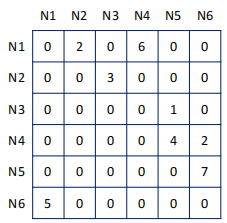 N1 N2 N3 N4 N5 N6
N1 0 2 0 6 0 0
N2 0 0 3 0 0 0
N3 0 0 0 0 1 0
N4 0 0 0 0 4 2
N5 0 0 0 0 0 7
N6 5 0 0 0 0 0